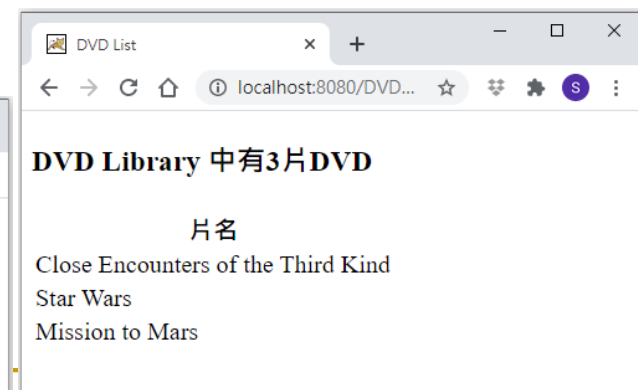 DVD List
localhost:8080/DVD...
S
DVD Library 中有3片DVD
片名
Close Encounters of the Third Kind
Star Wars
Mission to Mars